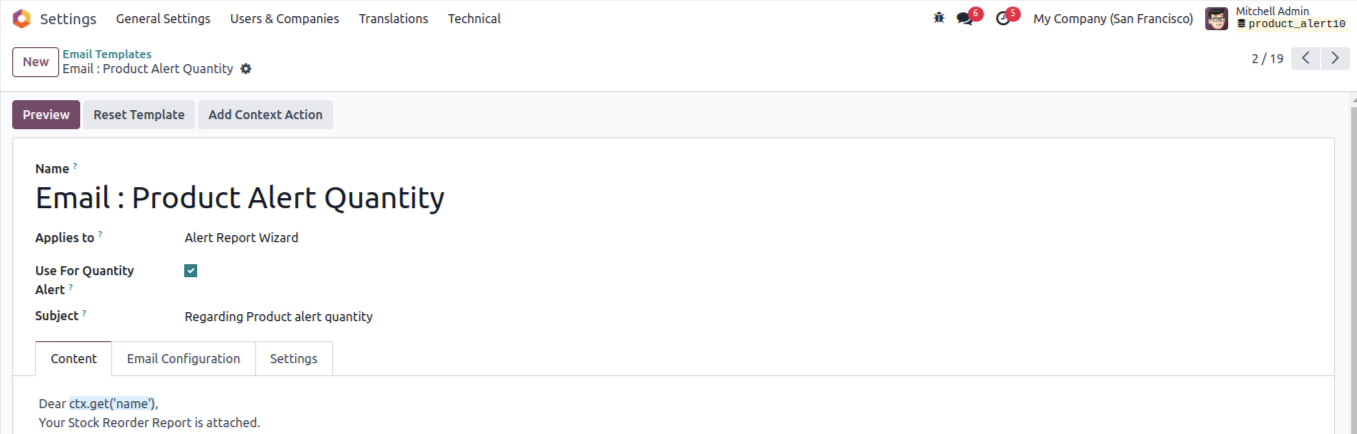 Settings General Settings Users & Companies Translations Technical 6 5 My Company (San Francisco) Mitchell Admin
product_alert10
New Email Templates
Email : Product Alert Quantity 2 / 19
Preview Reset Template Add Context Action
Name ?
Email : Product Alert Quantity
Applies to ? Alert Report Wizard
Use For Quantity
Alert ?
Subject ? Regarding Product alert quantity
Content Email Configuration Settings
Dear ctx.get('name'),
Your Stock Reorder Report is attached.